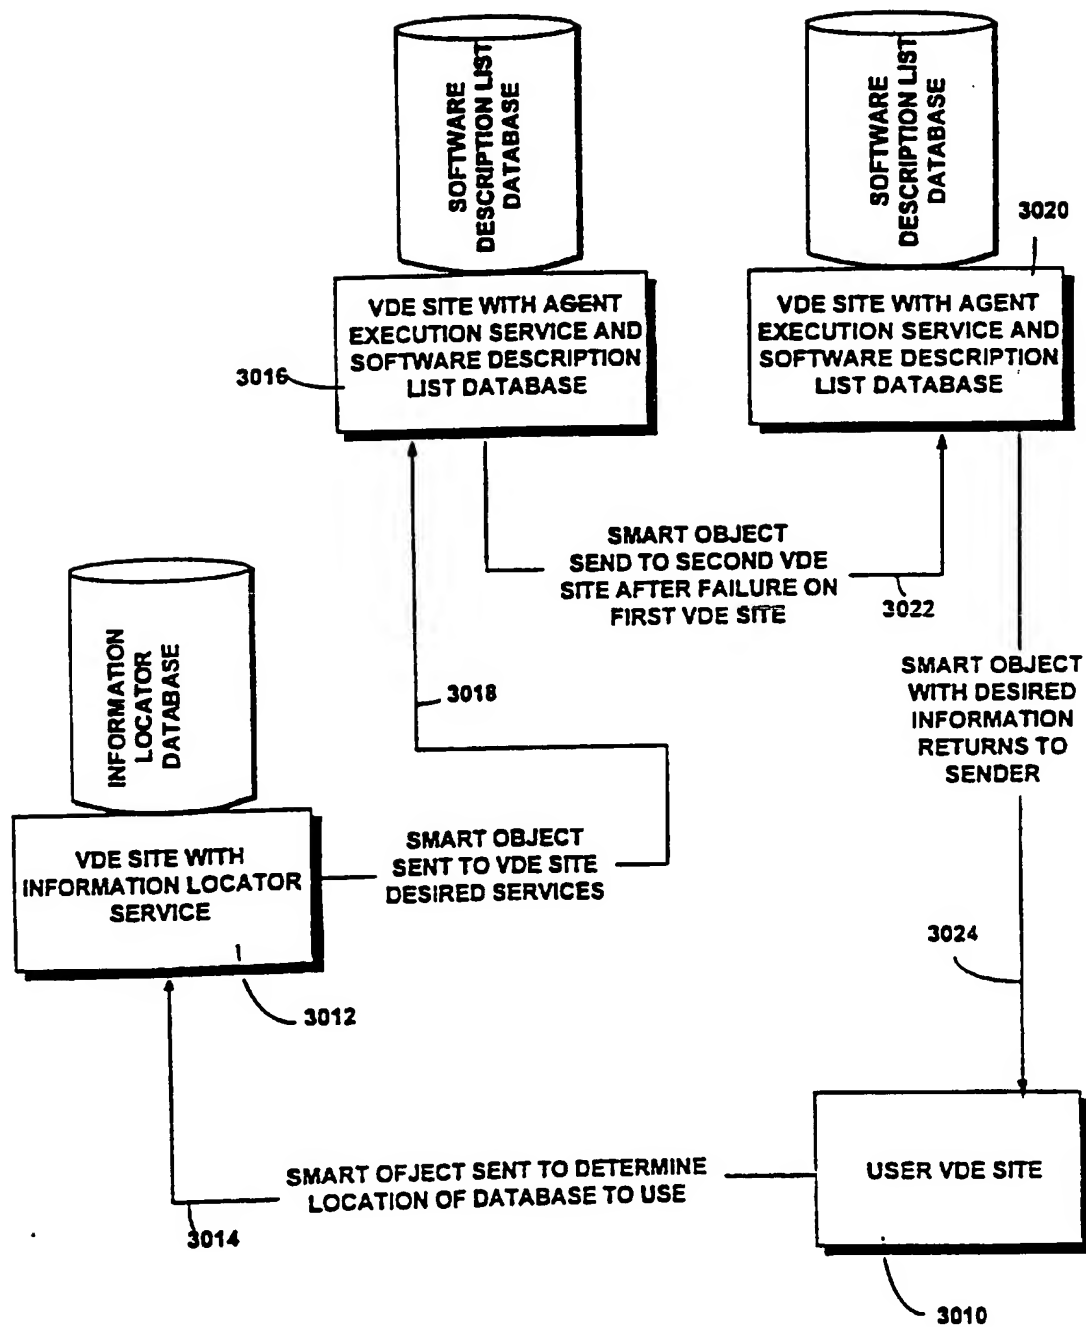 SOFTWARE
DESCRIPTION LIST
DATABASE
SOFTWARE
DESCRIPTION LIST
DATABASE
3020
VDE SITE WITH AGENT
EXECUTION SERVICE AND
SOFTWARE DESCRIPTION
LIST DATABASE
3016
VDE SITE WITH AGENT
EXECUTION SERVICE AND
SOFTWARE DESCRIPTION
LIST DATABASE
SMART OBJECT
SEND TO SECOND VDE
SITE AFTER FAILURE ON
FIRST VDE SITE
3022
INFORMATION
LOCATOR
DATABASE
3018
SMART OBJECT
WITH DESIRED
INFORMATION
RETURNS TO
SENDER
VDE SITE WITH
INFORMATION LOCATOR
SERVICE
SMART OBJECT
SENT TO VDE SITE
DESIRED SERVICES
3024
3012
SMART OFJECT SENT TO DETERMINE
LOCATION OF DATABASE TO USE
USER VDE SITE
3014
3010